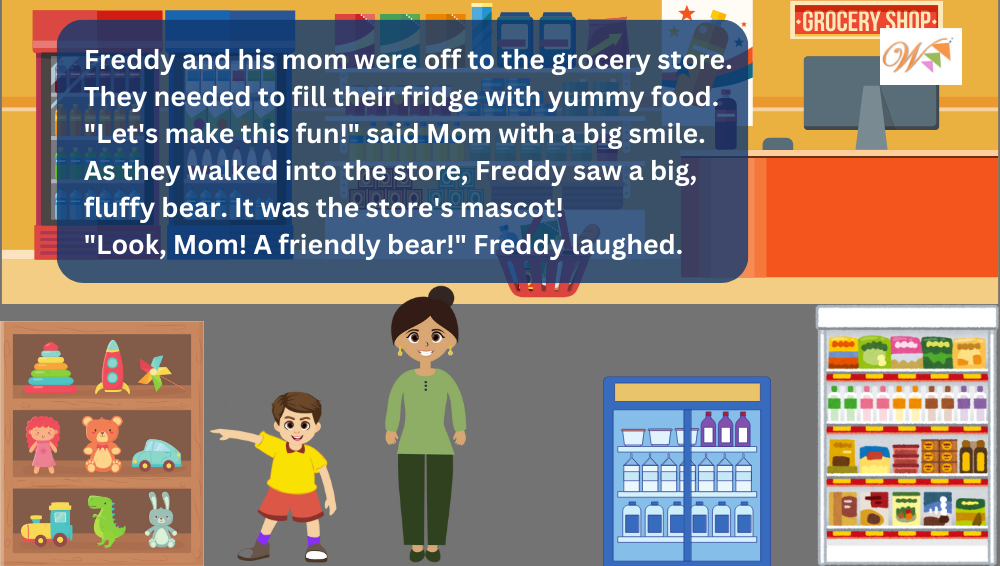 Freddy and his mom were off to the grocery store.
They needed to fill their fridge with yummy food.
"Let's make this fun!" said Mom with a big smile.
As they walked into the store, Freddy saw a big,
fluffy bear. It was the store's mascot!
"Look, Mom! A friendly bear!" Freddy laughed.
·GROCERY SHOP·
W